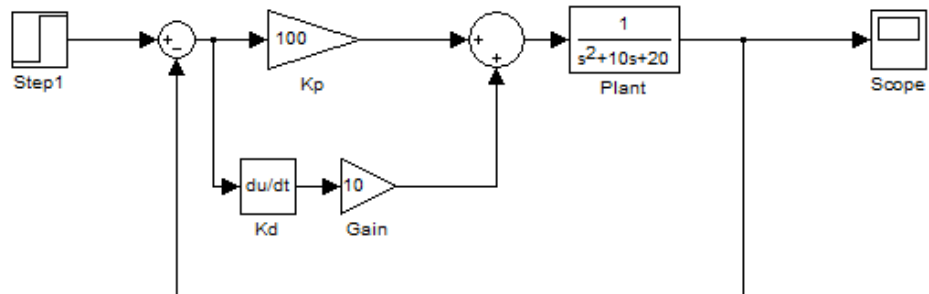 Step1
+
−
100
Kp
+
+
1
s²+10s+20
Plant
Scope
du/dt
Kd
10
Gain